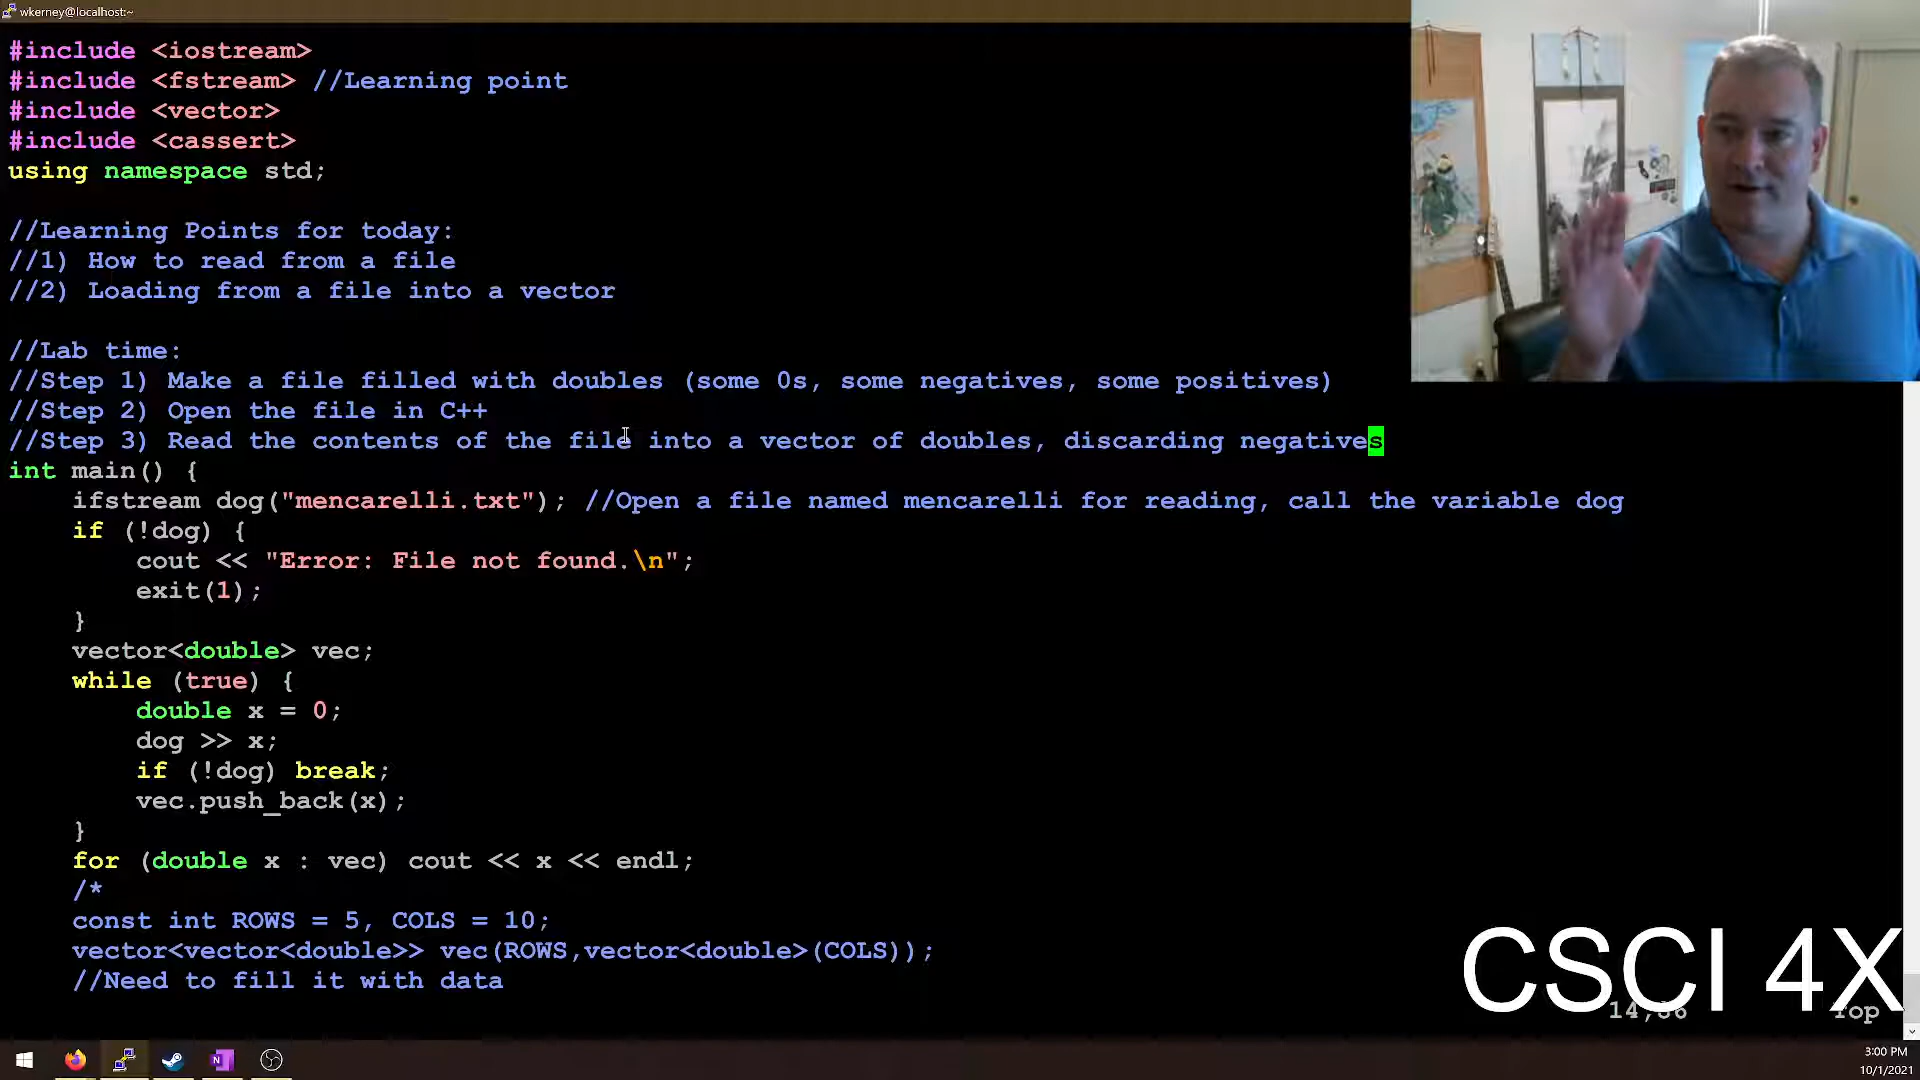 wkerney@localhost:~
#include <iostream>
#include <fstream> //Learning point
#include <vector>
#include <cassert>
using namespace std;
//Learning Points for today:
//1) How to read from a file
//2) Loading from a file into a vector
//Lab time:
//Step 1) Make a file filled with doubles (some 0s, some negatives, some positives)
//Step 2) Open the file in C++
//Step 3) Read the contents of the file into a vector of doubles, discarding negatives
int main() {
    ifstream dog("mencarelli.txt"); //Open a file named mencarelli for reading, call the variable dog
    if (!dog) {
        cout << "Error: File not found.\n";
        exit(1);
    }
    vector<double> vec;
    while (true) {
        double x = 0;
        dog >> x;
        if (!dog) break;
        vec.push_back(x);
    }
    for (double x : vec) cout << x << endl;
    /*
    const int ROWS = 5, COLS = 10;
    vector<vector<double>> vec(ROWS,vector<double>(COLS));
    //Need to fill it with data
CSCI 4X
14,86 Top
3:00 PM
10/1/2021